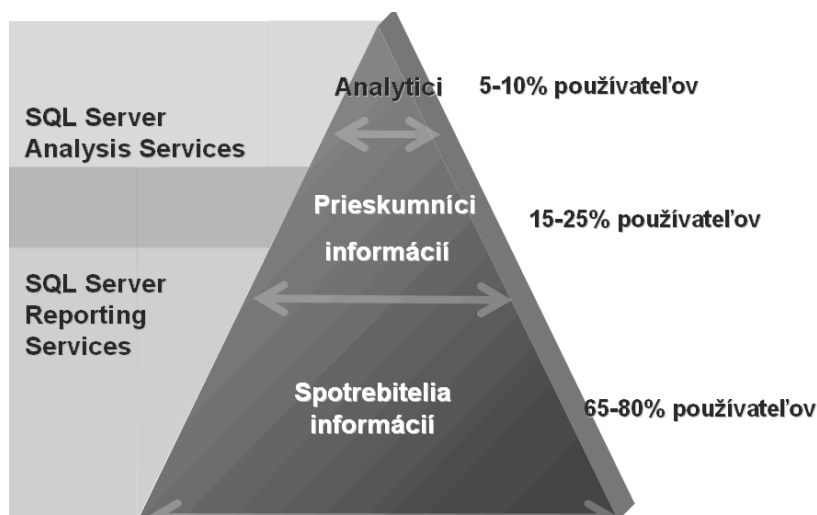 Analytici
5-10% používateľov
SQL Server
Analysis Services
Prieskumníci
informácií
15-25% používateľov
SQL Server
Reporting
Services
Spotrebitelia
informácií
65-80% používateľov